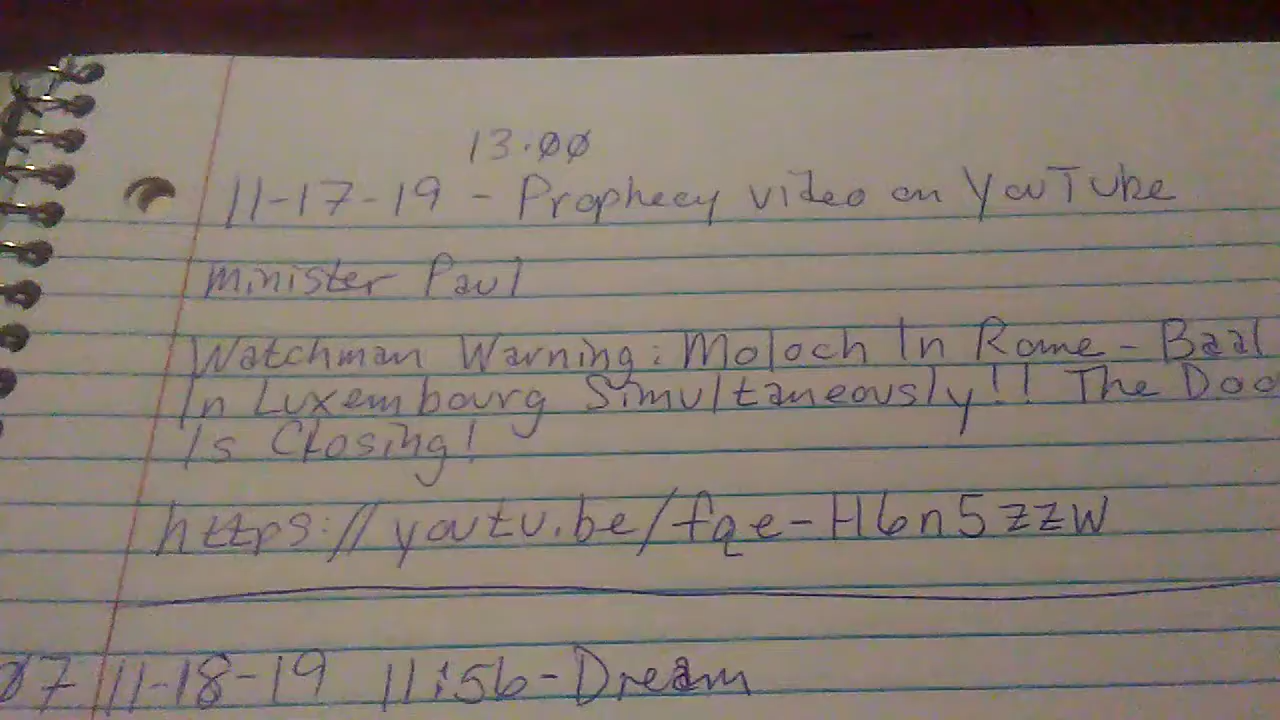 13.00
11-17-19 - Prophecy video on YouTube
Minister Paul
Watchman Warning: Moloch In Rome - Baal
In Luxembourg Simultaneously!! The Doo
Is Closing!
https://youtu.be/fqe-H6n5zzW
07 11-18-19 11:56-Dream